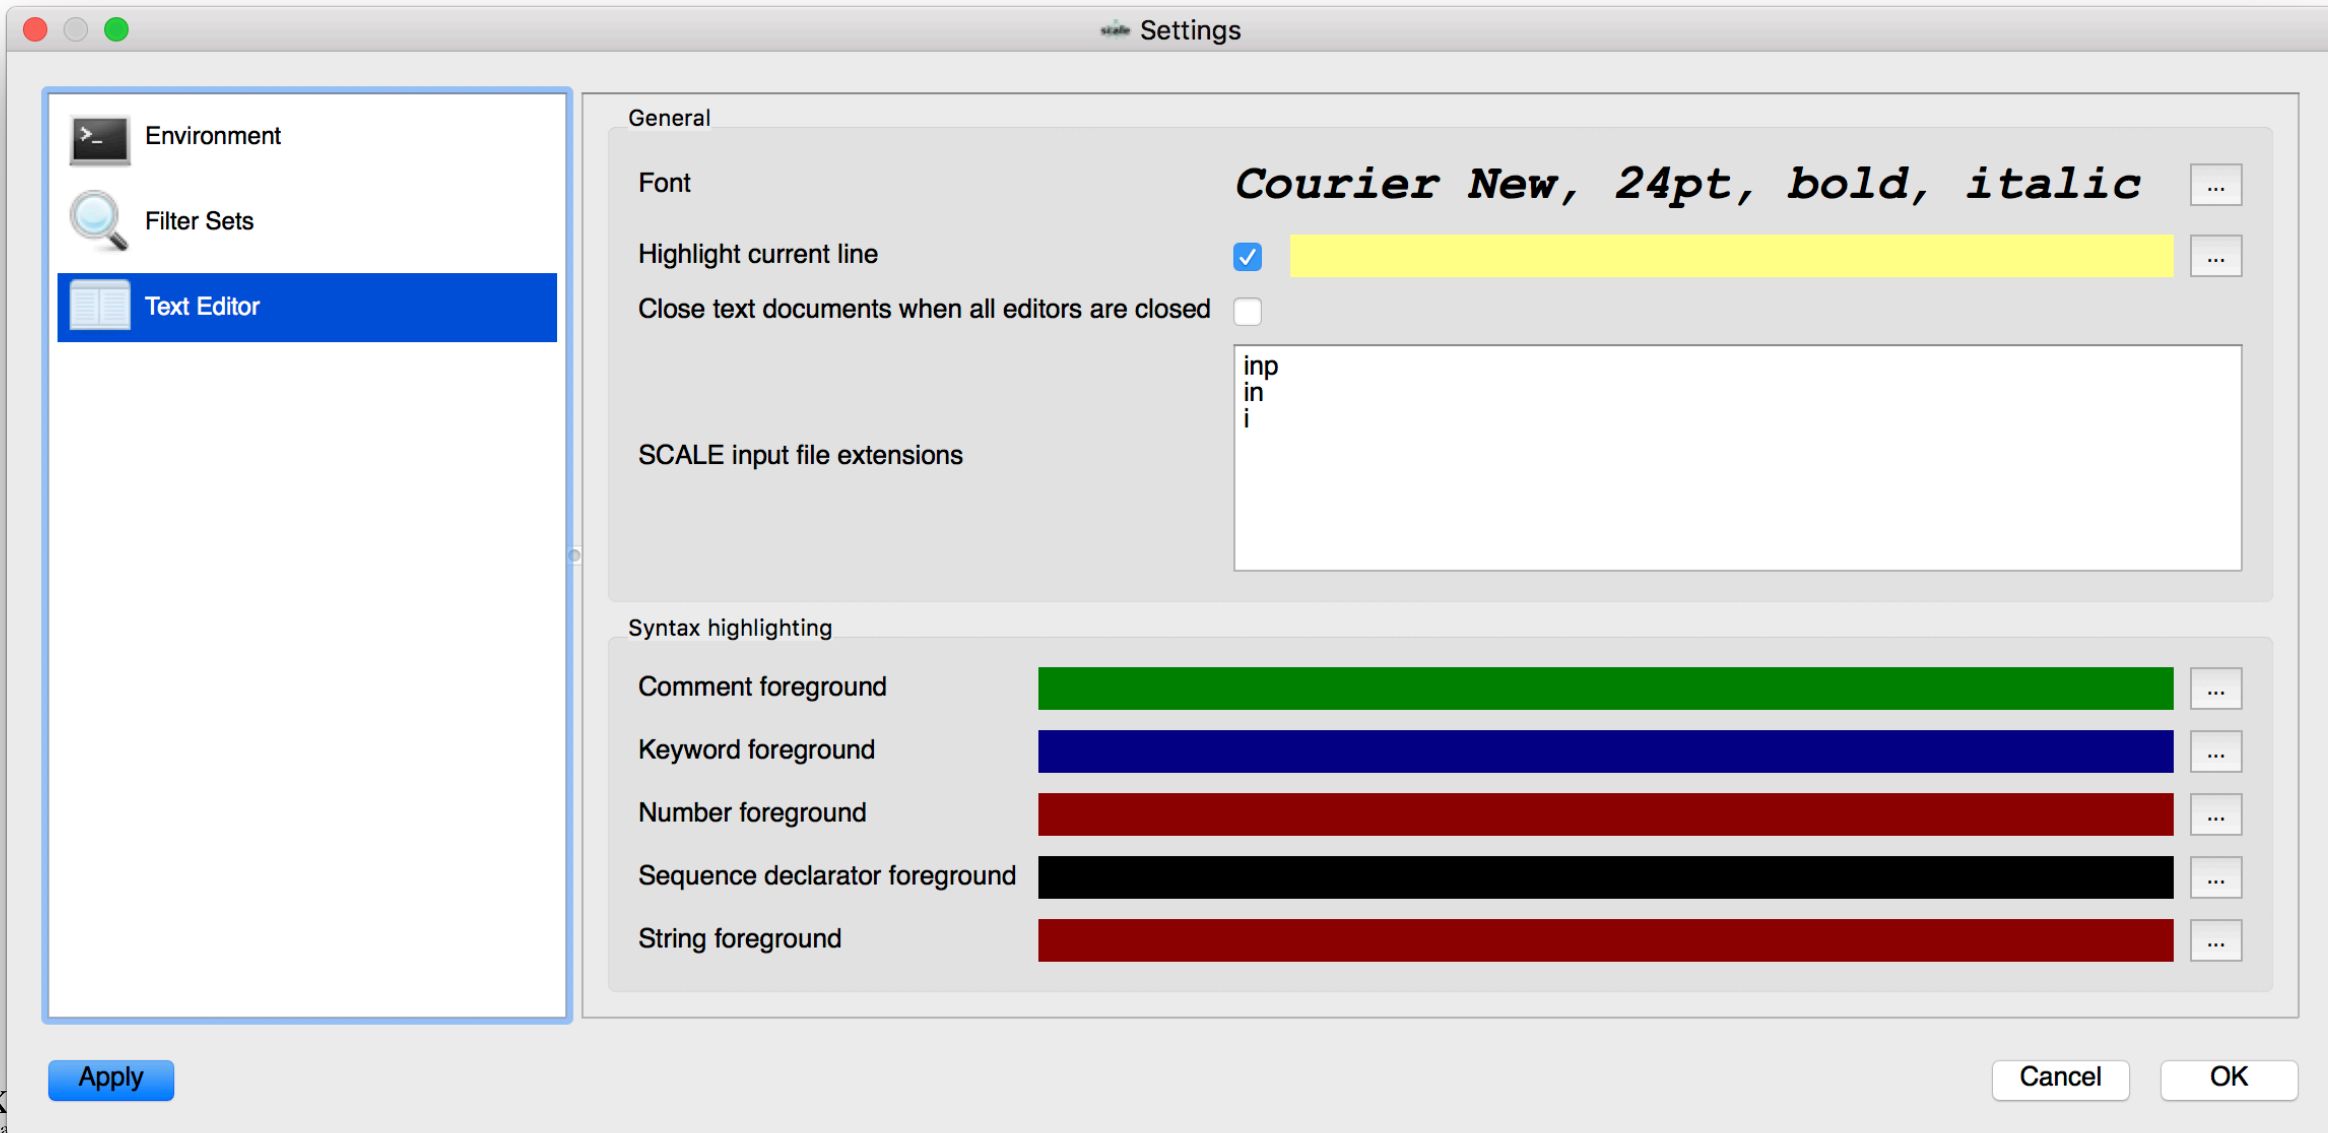 scale Settings
Environment
Filter Sets
Text Editor
General
Font Courier New, 24pt, bold, italic ...
Highlight current line ...
Close text documents when all editors are closed
SCALE input file extensions
inp
in
i
Syntax highlighting
Comment foreground ...
Keyword foreground ...
Number foreground ...
Sequence declarator foreground ...
String foreground ...
Apply Cancel OK